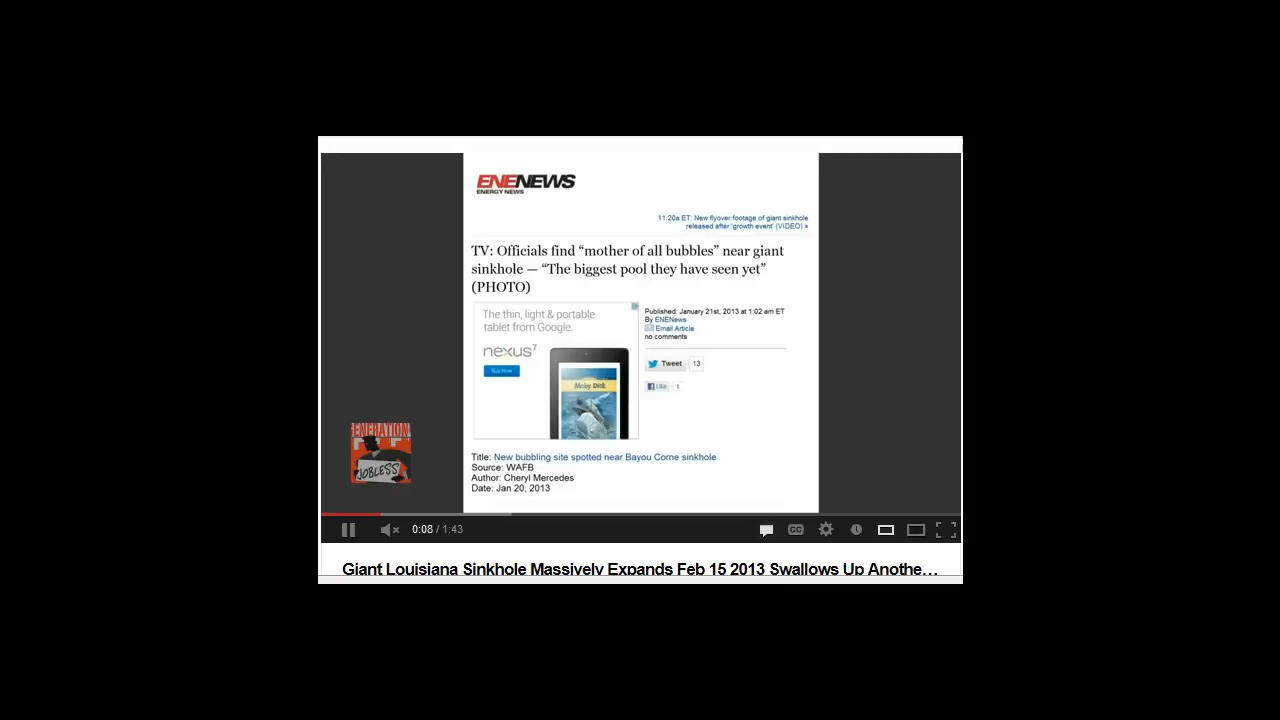 ENENEWS
ENERGY NEWS
11:20a ET: New flyover footage of giant sinkhole
released after 'growth event' (VIDEO) »
TV: Officials find “mother of all bubbles” near giant
sinkhole — “The biggest pool they have seen yet”
(PHOTO)
The thin, light & portable
tablet from Google.
nexus7
Buy Now
Moby Dick
Published: January 21st, 2013 at 1:02 am ET
By ENENews
Email Article
no comments
Tweet 13
Like 1
ENERATION
JOBLESS
Title: New bubbling site spotted near Bayou Corne sinkhole
Source: WAFB
Author: Cheryl Mercedes
Date: Jan 20, 2013
0:08 / 1:43
CC
Giant Louisiana Sinkhole Massively Expands Feb 15 2013 Swallows Up Anothe...